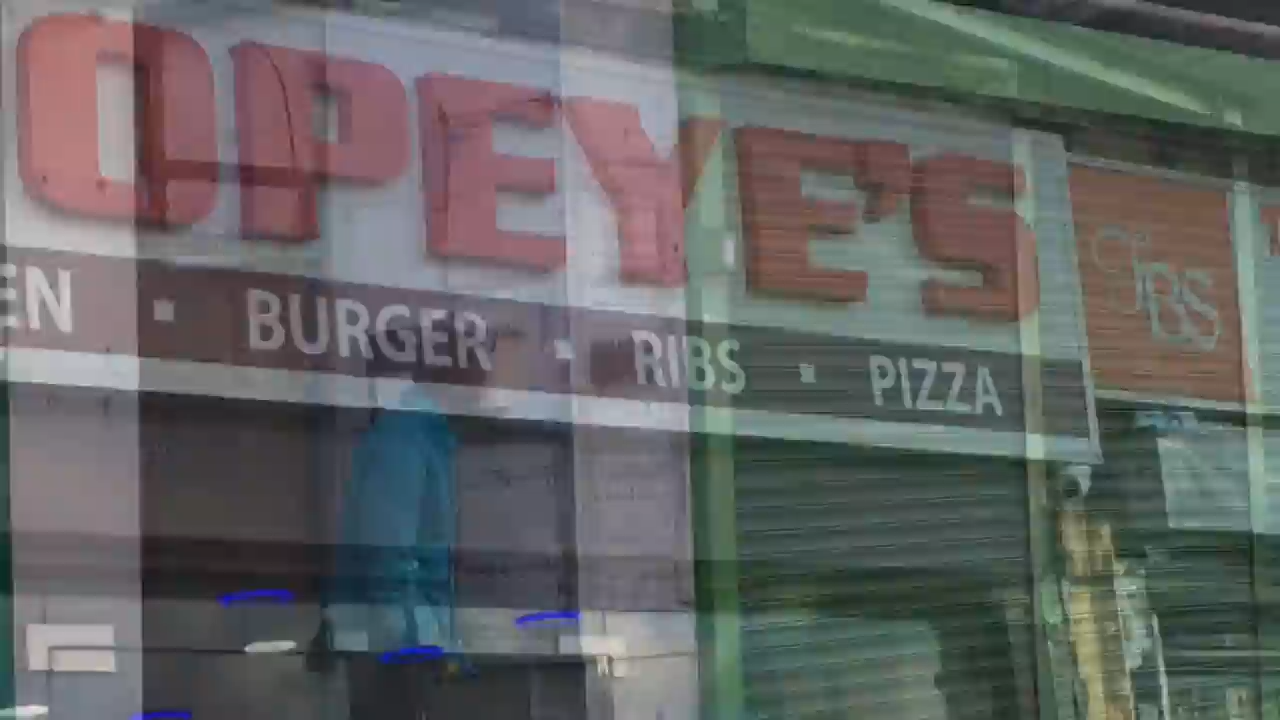 OPEYE'S
EN ▪ BURGER ▪ RIBS ▪ PIZZA